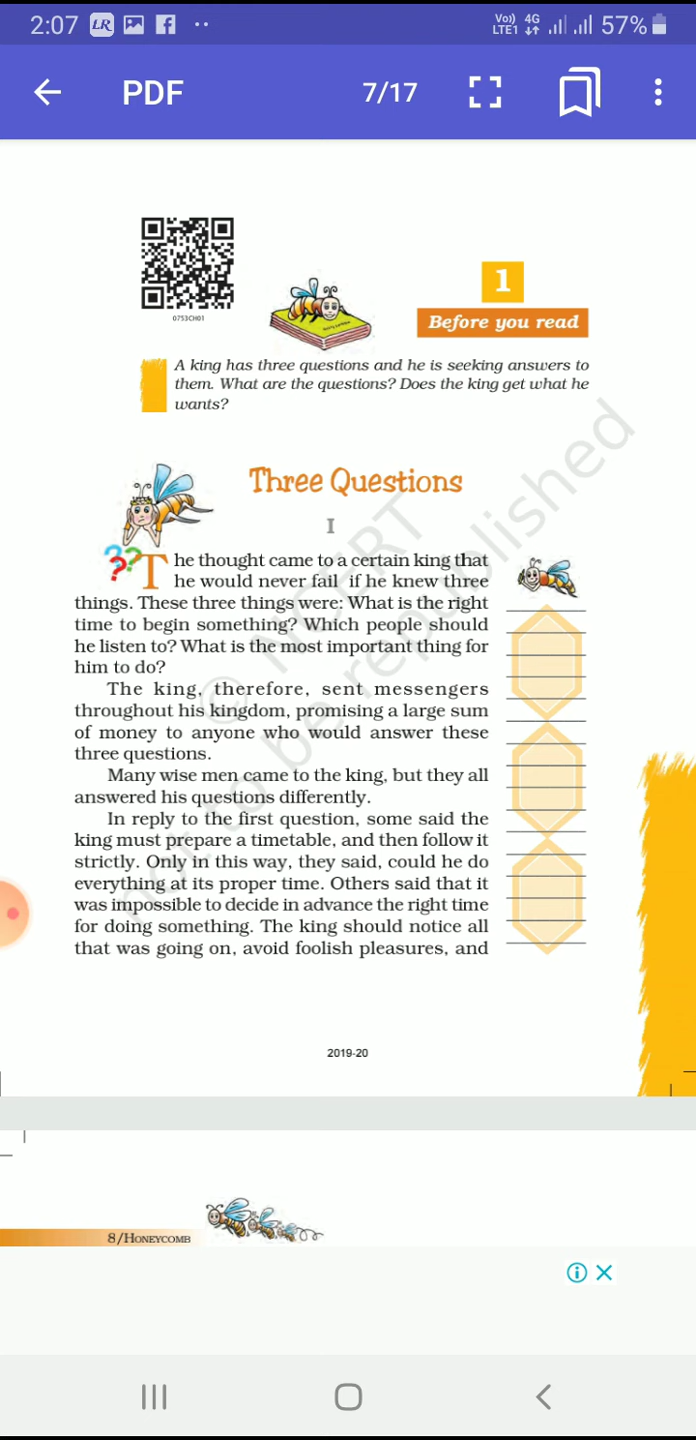 2:07 LR Vo)) 4G LTE1 57%
PDF 7/17
0753CH01
1
Before you read
A king has three questions and he is seeking answers to
them. What are the questions? Does the king get what he
wants?
Three Questions
I
The thought came to a certain king that
he would never fail if he knew three
things. These three things were: What is the right
time to begin something? Which people should
he listen to? What is the most important thing for
him to do?
The king, therefore, sent messengers
throughout his kingdom, promising a large sum
of money to anyone who would answer these
three questions.
Many wise men came to the king, but they all
answered his questions differently.
In reply to the first question, some said the
king must prepare a timetable, and then follow it
strictly. Only in this way, they said, could he do
everything at its proper time. Others said that it
was impossible to decide in advance the right time
for doing something. The king should notice all
that was going on, avoid foolish pleasures, and
© NCERT
not to be republished
2019-20
8/HONEYCOMB